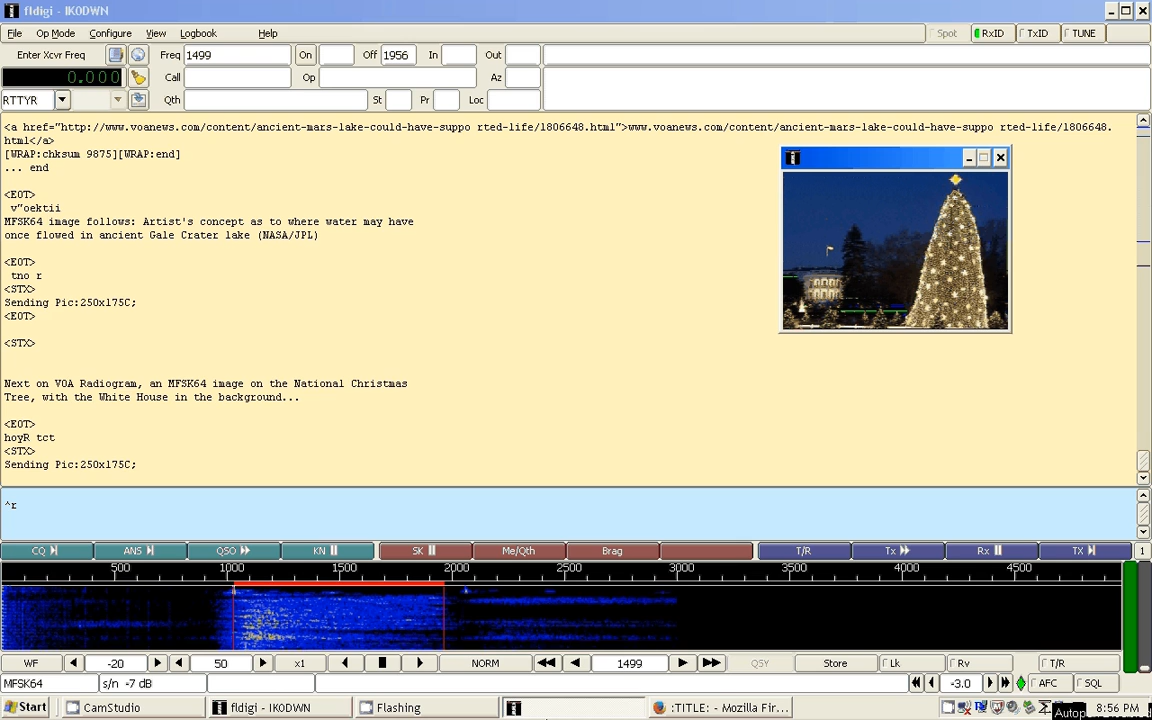 fldigi - IK0DWN
File Op Mode Configure View Logbook Help Spot RxID TxID TUNE
Enter Xcvr Freq Freq 1499 On Off 1956 In Out
0.000 Call Op Az
RTTYR Qth St Pr Loc
<a href="http://www.voanews.com/content/ancient-mars-lake-could-have-suppo rted-life/1806648.html">www.voanews.com/content/ancient-mars-lake-could-have-suppo rted-life/1806648.
html</a>
[WRAP:chksum 9875][WRAP:end]
... end
<EOT>
v"oektii
MFSK64 image follows: Artist's concept as to where water may have
once flowed in ancient Gale Crater lake (NASA/JPL)
<EOT>
tno r
<STX>
Sending Pic:250x175C;
<EOT>
<STX>
Next on VOA Radiogram, an MFSK64 image on the National Christmas
Tree, with the White House in the background...
<EOT>
hoyR tct
<STX>
Sending Pic:250x175C;
^r
CQ ANS QSO KN SK Me/Qth Brag T/R Tx Rx TX 1
500 1000 1500 2000 2500 3000 3500 4000 4500
WF -20 50 x1 NORM 1499 QSY Store Lk Rv T/R
MFSK64 s/n -7 dB -3.0 AFC SQL
Start CamStudio fldigi - IK0DWN Flashing :TITLE: - Mozilla Fir... 8:56 PM